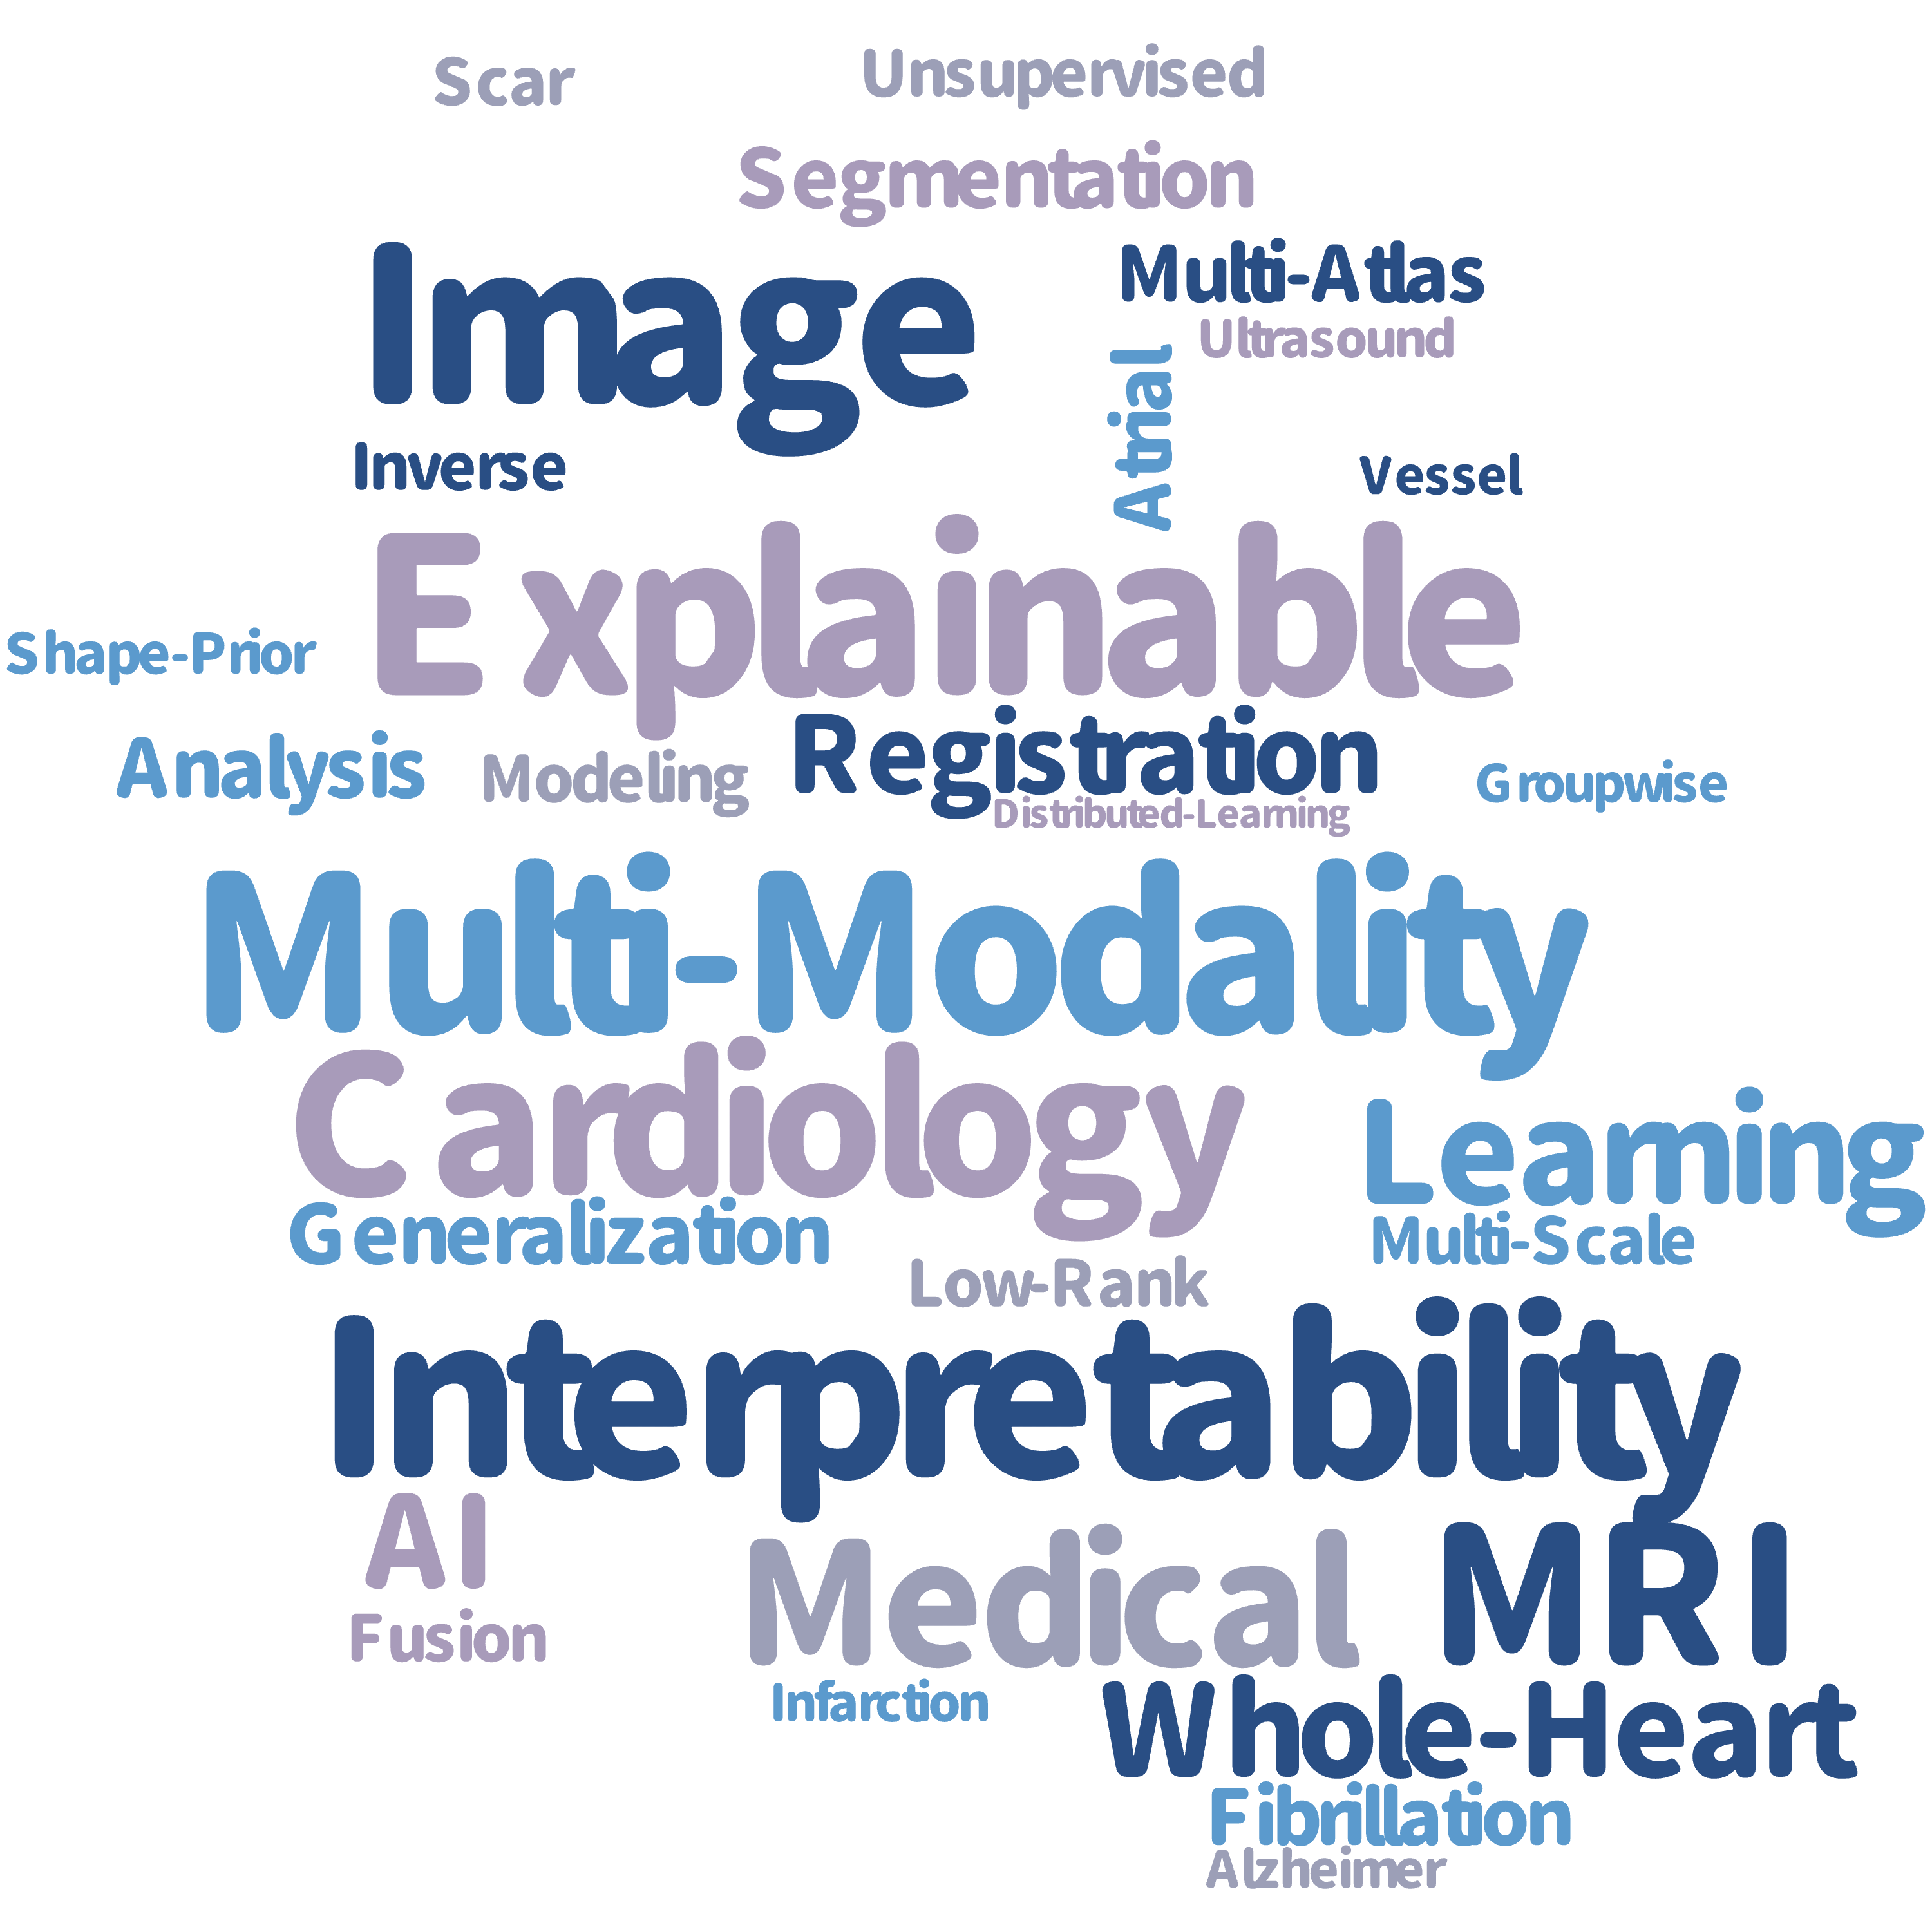 Scar
Unsupervised
Segmentation
Image
Multi-Atlas
Ultrasound
Atrial
Inverse
Vessel
Explainable
Shape-Prior
Analysis
Modeling
Registration
Groupwise
Distributed-Learning
Multi-Modality
Cardiology
Learning
Generalization
Multi-Scale
Low-Rank
Interpretability
AI
Medical
MRI
Fusion
Infarction
Whole-Heart
Fibrillation
Alzheimer